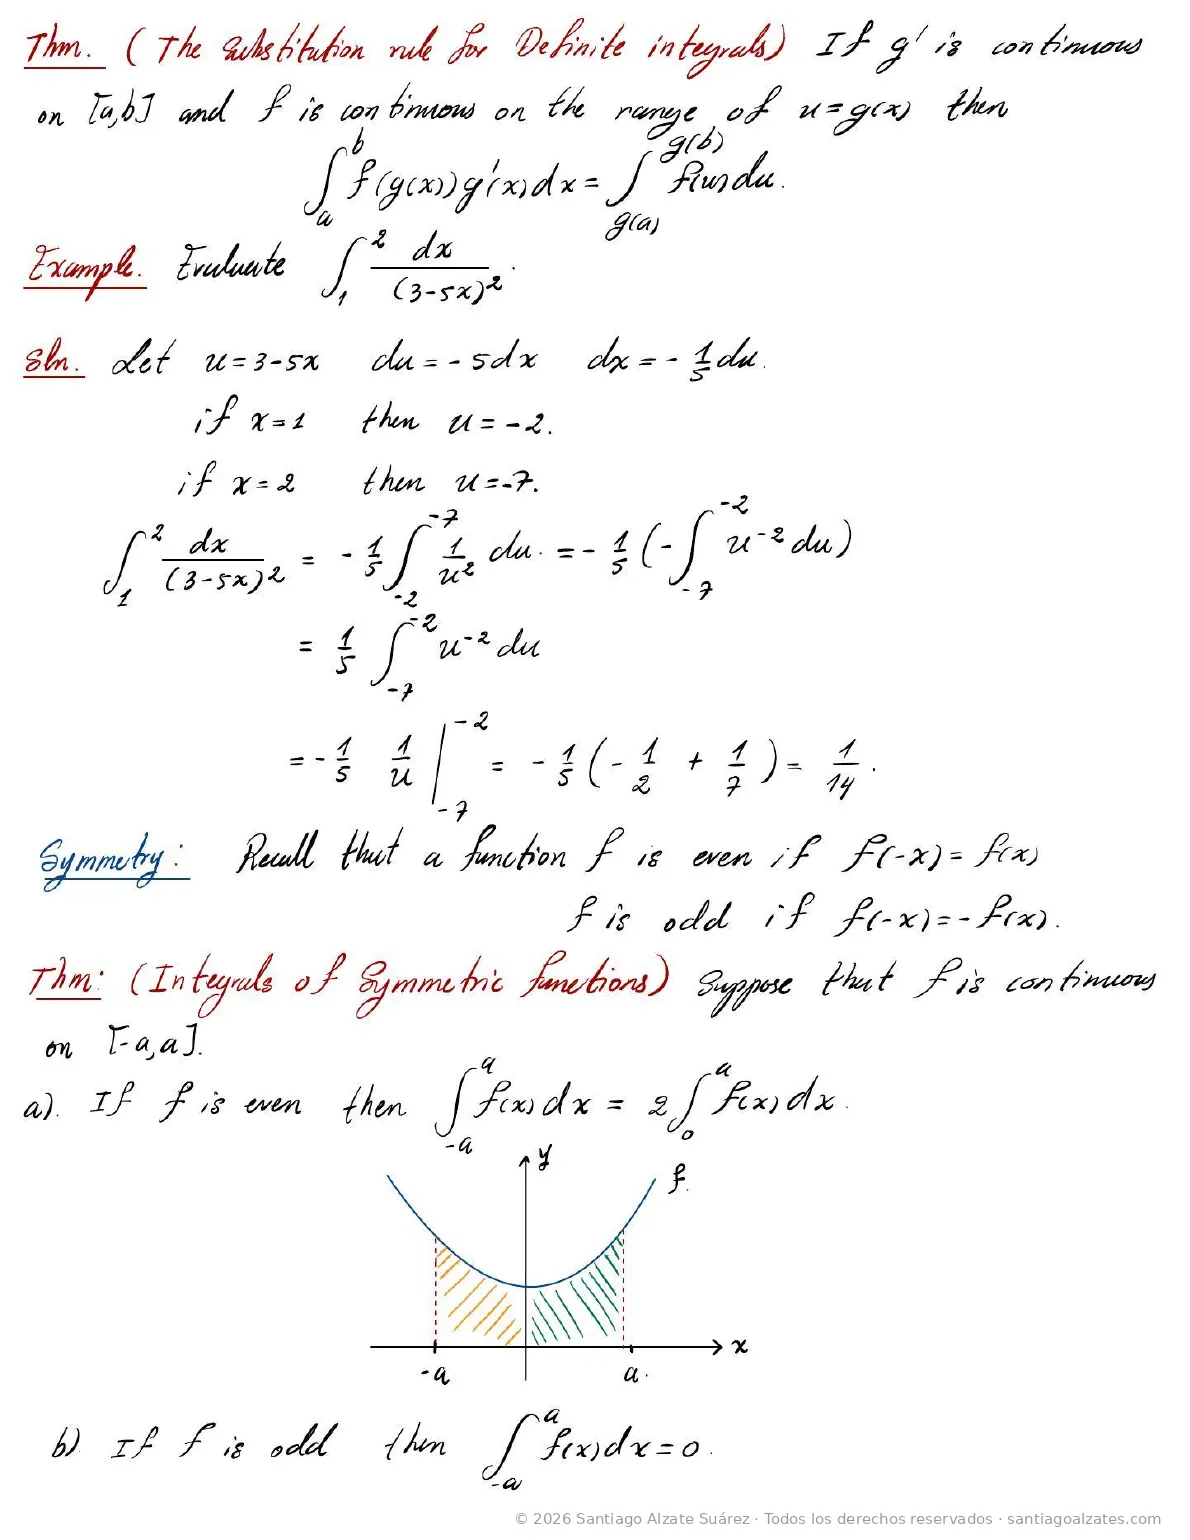 Thm. (The substitution rule for Definite integrals) If g' is continuous
on [a,b] and f is continuous on the range of u=g(x) then
∫_a^b f(g(x))g'(x)dx = ∫_{g(a)}^{g(b)} f(u)du.
Example. Evaluate ∫_1^2 dx/(3-5x)^2.
Sln. Let u=3-5x du=-5dx dx=-1/5 du.
if x=1 then u=-2.
if x=2 then u=-7.
∫_1^2 dx/(3-5x)^2 = -1/5 ∫_{-2}^{-7} 1/u^2 du. = -1/5 (-∫_{-7}^{-2} u^{-2} du)
= 1/5 ∫_{-7}^{-2} u^{-2} du
= -1/5 1/u |_{-7}^{-2} = -1/5 (-1/2 + 1/7) = 1/14.
Symmetry: Recall that a function f is even if f(-x)=f(x)
f is odd if f(-x)=-f(x).
Thm: (Integrals of Symmetric functions) Suppose that f is continuous
on [-a,a].
a). If f is even then ∫_{-a}^a f(x)dx = 2∫_0^a f(x)dx.
y
f.
x
-a a.
b) If f is odd then ∫_{-a}^a f(x)dx=0.
© 2026 Santiago Alzate Suárez · Todos los derechos reservados · santiagoalzates.com